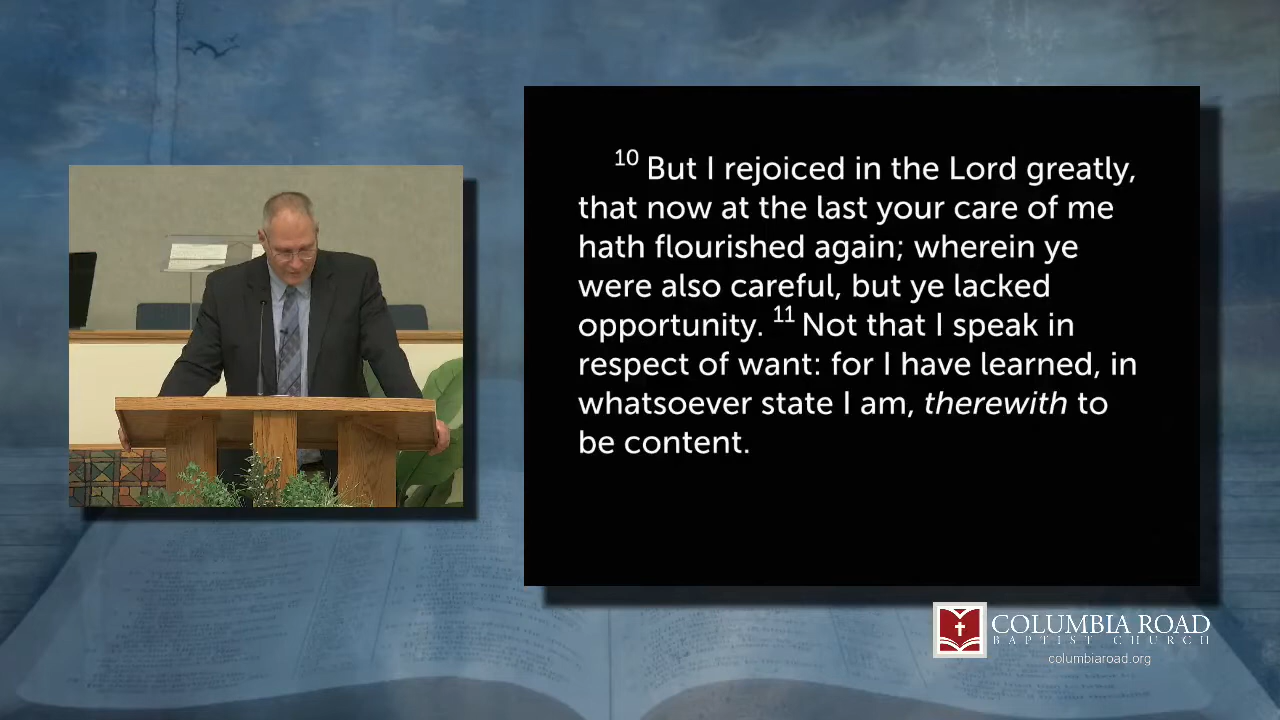 10 But I rejoiced in the Lord greatly,
that now at the last your care of me
hath flourished again; wherein ye
were also careful, but ye lacked
opportunity. 11 Not that I speak in
respect of want: for I have learned, in
whatsoever state I am, therewith to
be content.
COLUMBIA ROAD
BAPTIST CHURCH
columbiaroad.org